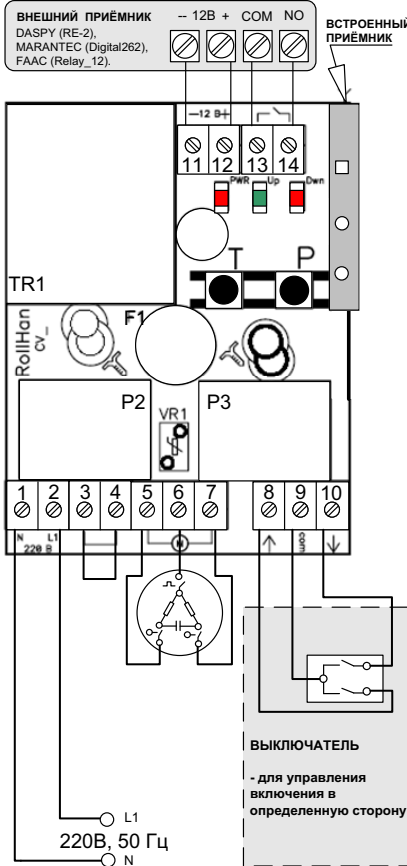 ВНЕШНИЙ ПРИЁМНИК
DASPY (RE-2),
MARANTEC (Digital262),
FAAC (Relay_12).
-- 12В + COM NO
ВСТРОЕННЫЙ
ПРИЁМНИК
—12 В+
11 12 13 14
PWR Up Dwn
T P
TR1
F1
RollHan
CV_
P2 P3
VR1
1 2 3 4 5 6 7 8 9 10
N L1
220 В
M
com
ВЫКЛЮЧАТЕЛЬ
- для управления
включения в
определенную сторону
L1
220В, 50 Гц
N